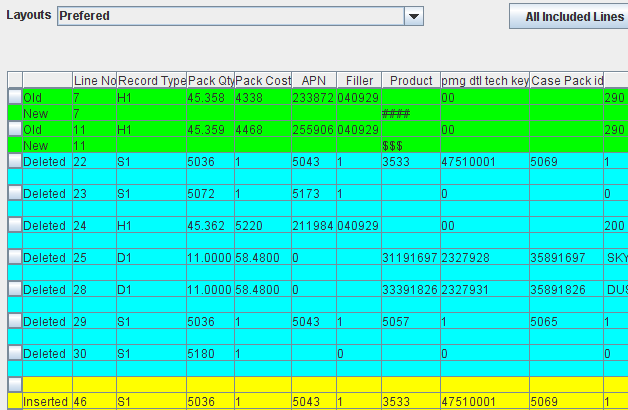 Layouts Prefered All Included Lines
Line No Record Type Pack Qty Pack Cost APN Filler Product pmg dtl tech key Case Pack id
Old 7 H1 45.358 4338 233872 040929 00 290
New 7 ####
Old 11 H1 45.359 4468 255906 040929 00 290
New 11 $$$
Deleted 22 S1 5036 1 5043 1 3533 47510001 5069 1
Deleted 23 S1 5072 1 5173 1 0 0
Deleted 24 H1 45.362 5220 211984 040929 00 200
Deleted 25 D1 11.0000 58.4800 0 31191697 2327928 35891697 SKY
Deleted 28 D1 11.0000 58.4800 0 33391826 2327931 35891826 DUS
Deleted 29 S1 5036 1 5043 1 5057 1 5065 1
Deleted 30 S1 5180 1 0 0 0
Inserted 46 S1 5036 1 5043 1 3533 47510001 5069 1